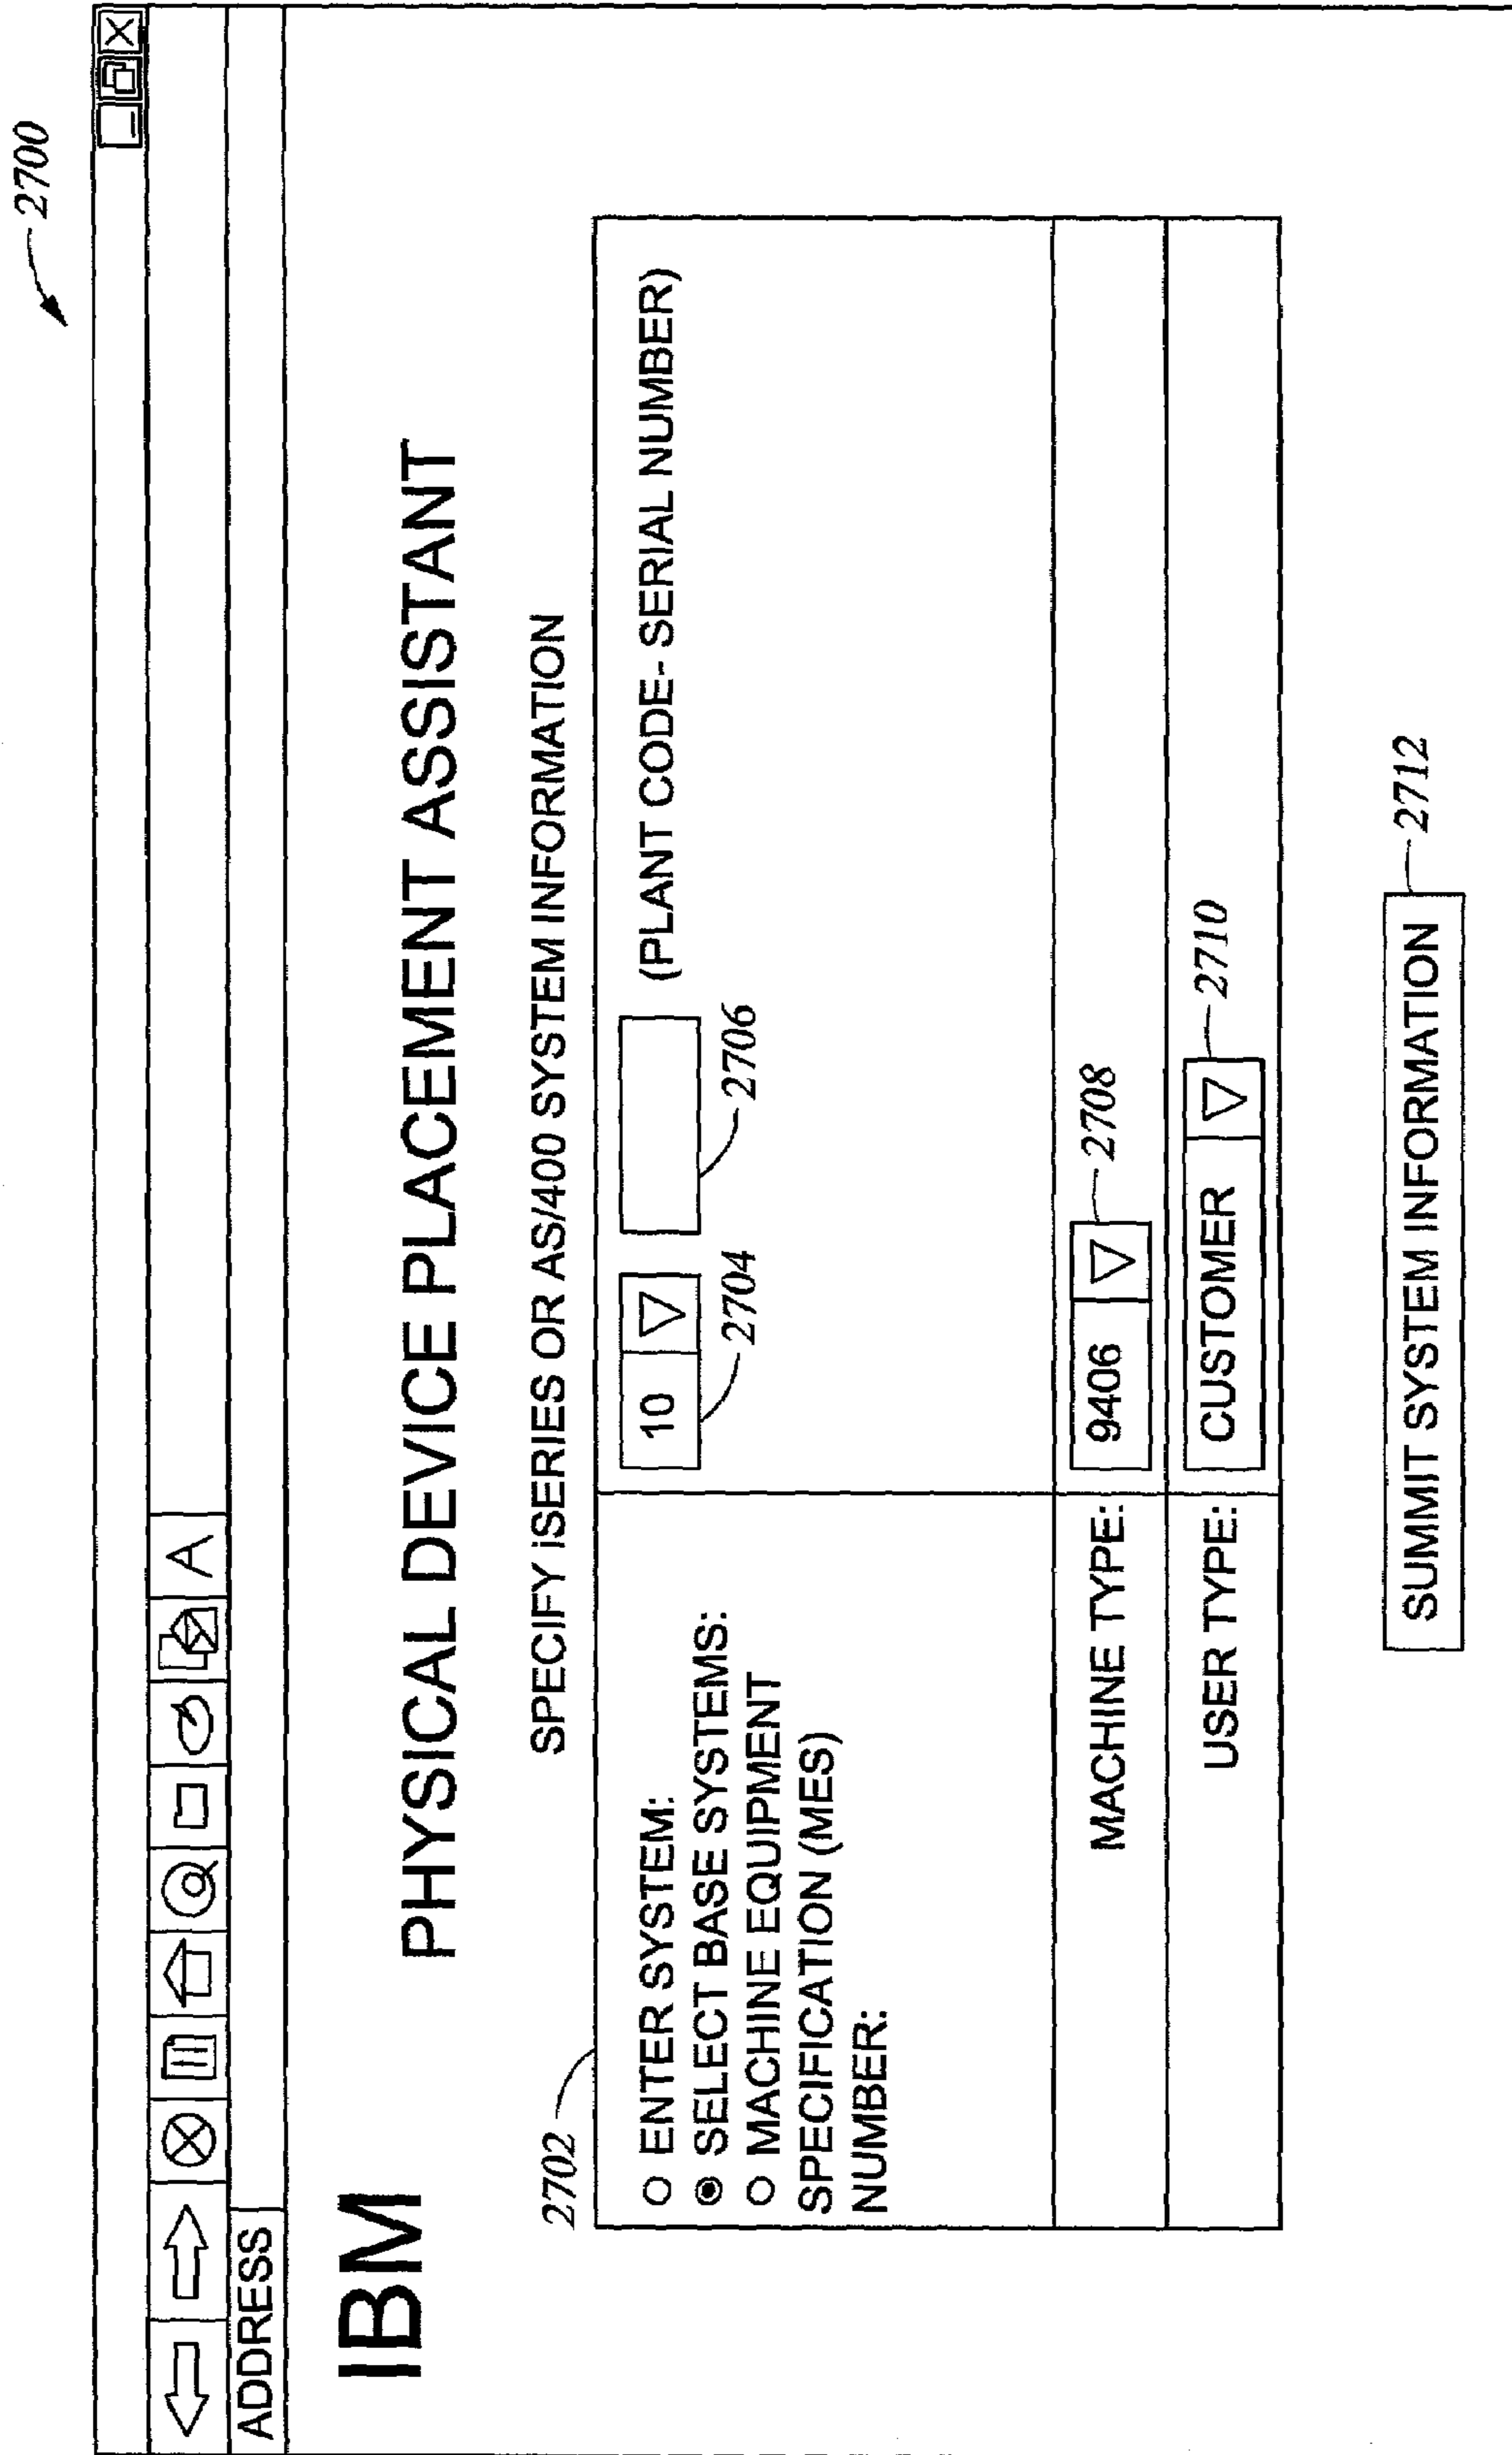 2700
ADDRESS
IBM
PHYSICAL DEVICE PLACEMENT ASSISTANT
SPECIFY iSERIES OR AS/400 SYSTEM INFORMATION
2702
ENTER SYSTEM:
SELECT BASE SYSTEMS:
MACHINE EQUIPMENT
SPECIFICATION (MES)
NUMBER:
10
(PLANT CODE- SERIAL NUMBER)
2704
2706
MACHINE TYPE:
9406
2708
USER TYPE:
CUSTOMER
2710
SUMMIT SYSTEM INFORMATION
2712